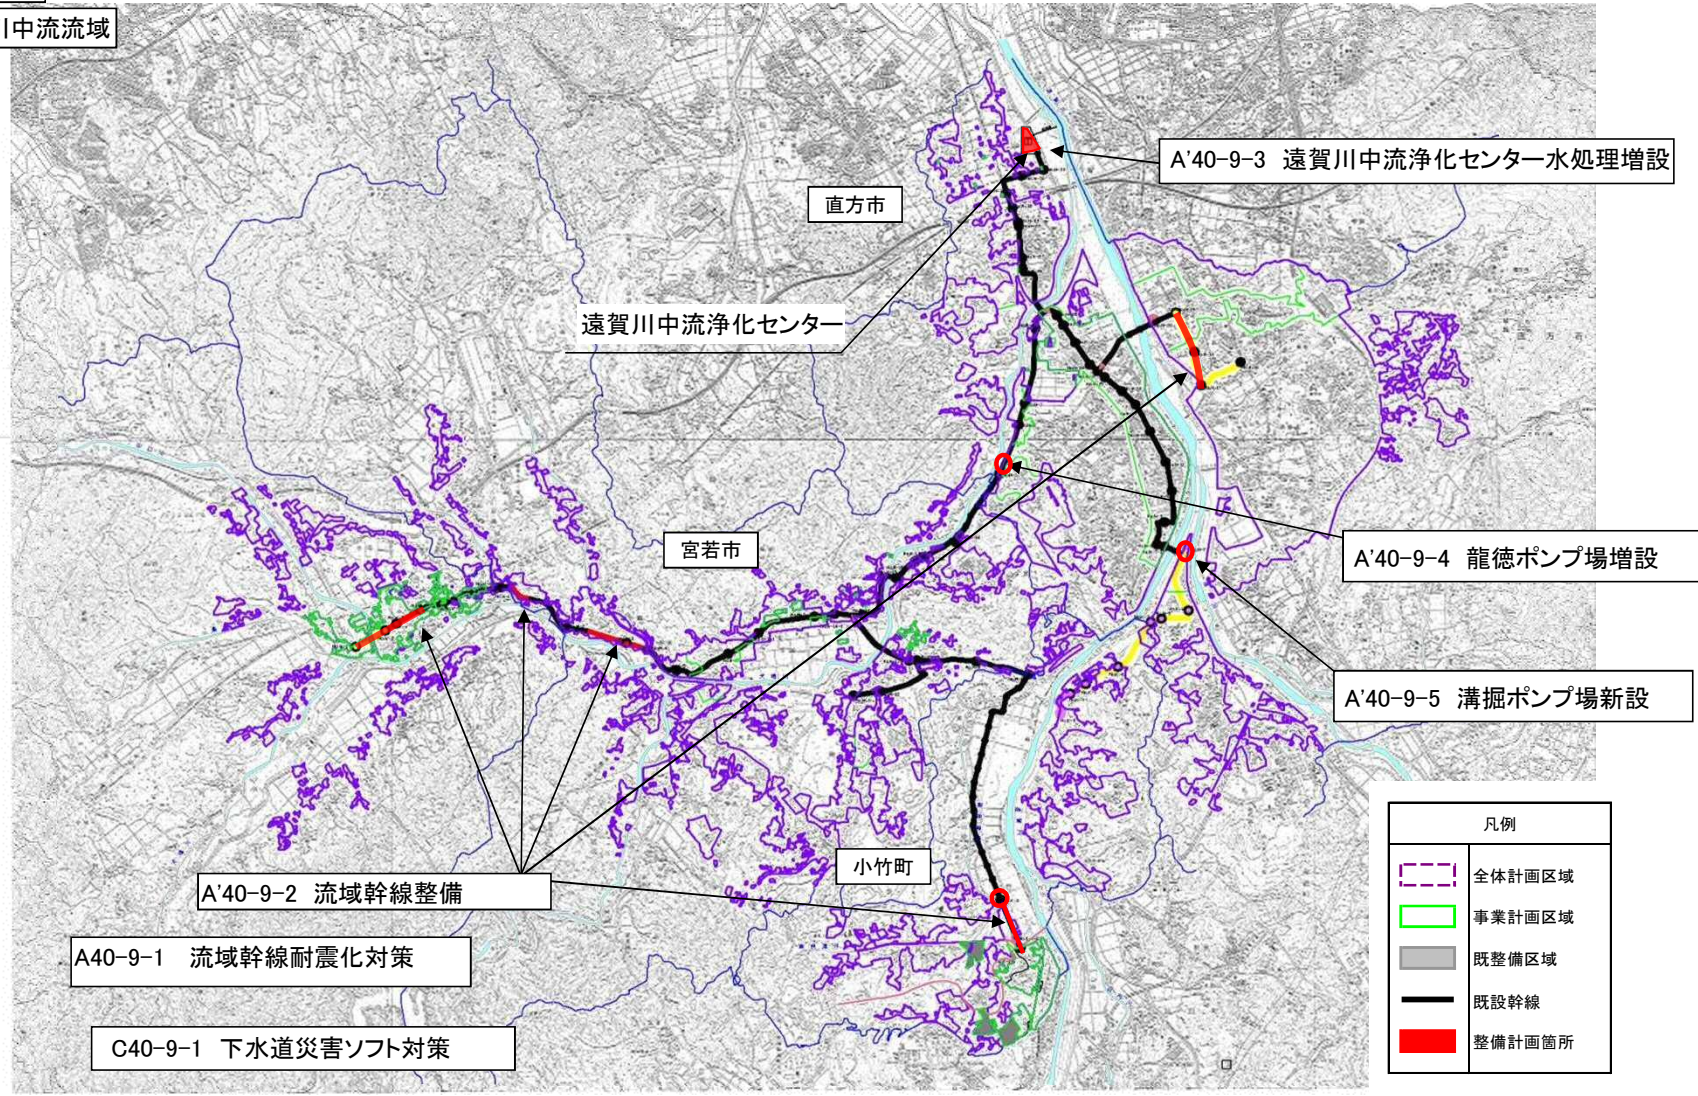 川中流流域
A'40-9-3 遠賀川中流浄化センター水処理増設
直方市
遠賀川中流浄化センター
宮若市
A'40-9-4 龍徳ポンプ場増設
A'40-9-5 溝掘ポンプ場新設
小竹町
A'40-9-2 流域幹線整備
A40-9-1 流域幹線耐震化対策
C40-9-1 下水道災害ソフト対策
凡例
全体計画区域
事業計画区域
既整備区域
既設幹線
整備計画箇所